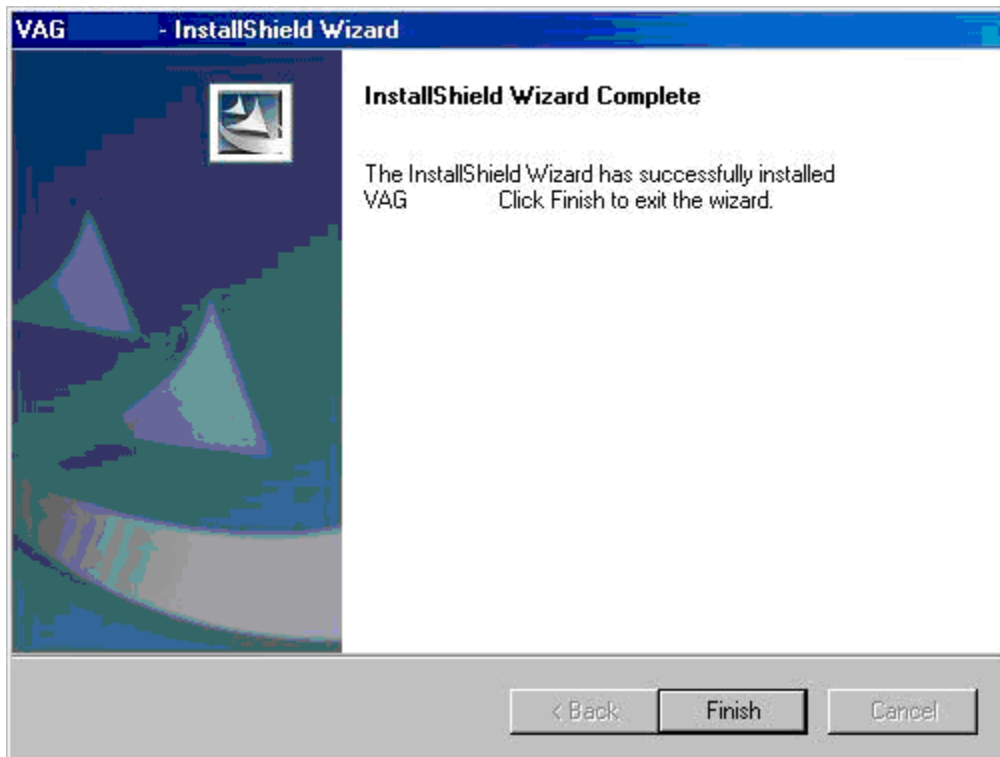 VAG - InstallShield Wizard
InstallShield Wizard Complete
The InstallShield Wizard has successfully installed
VAG Click Finish to exit the wizard.
< Back Finish Cancel